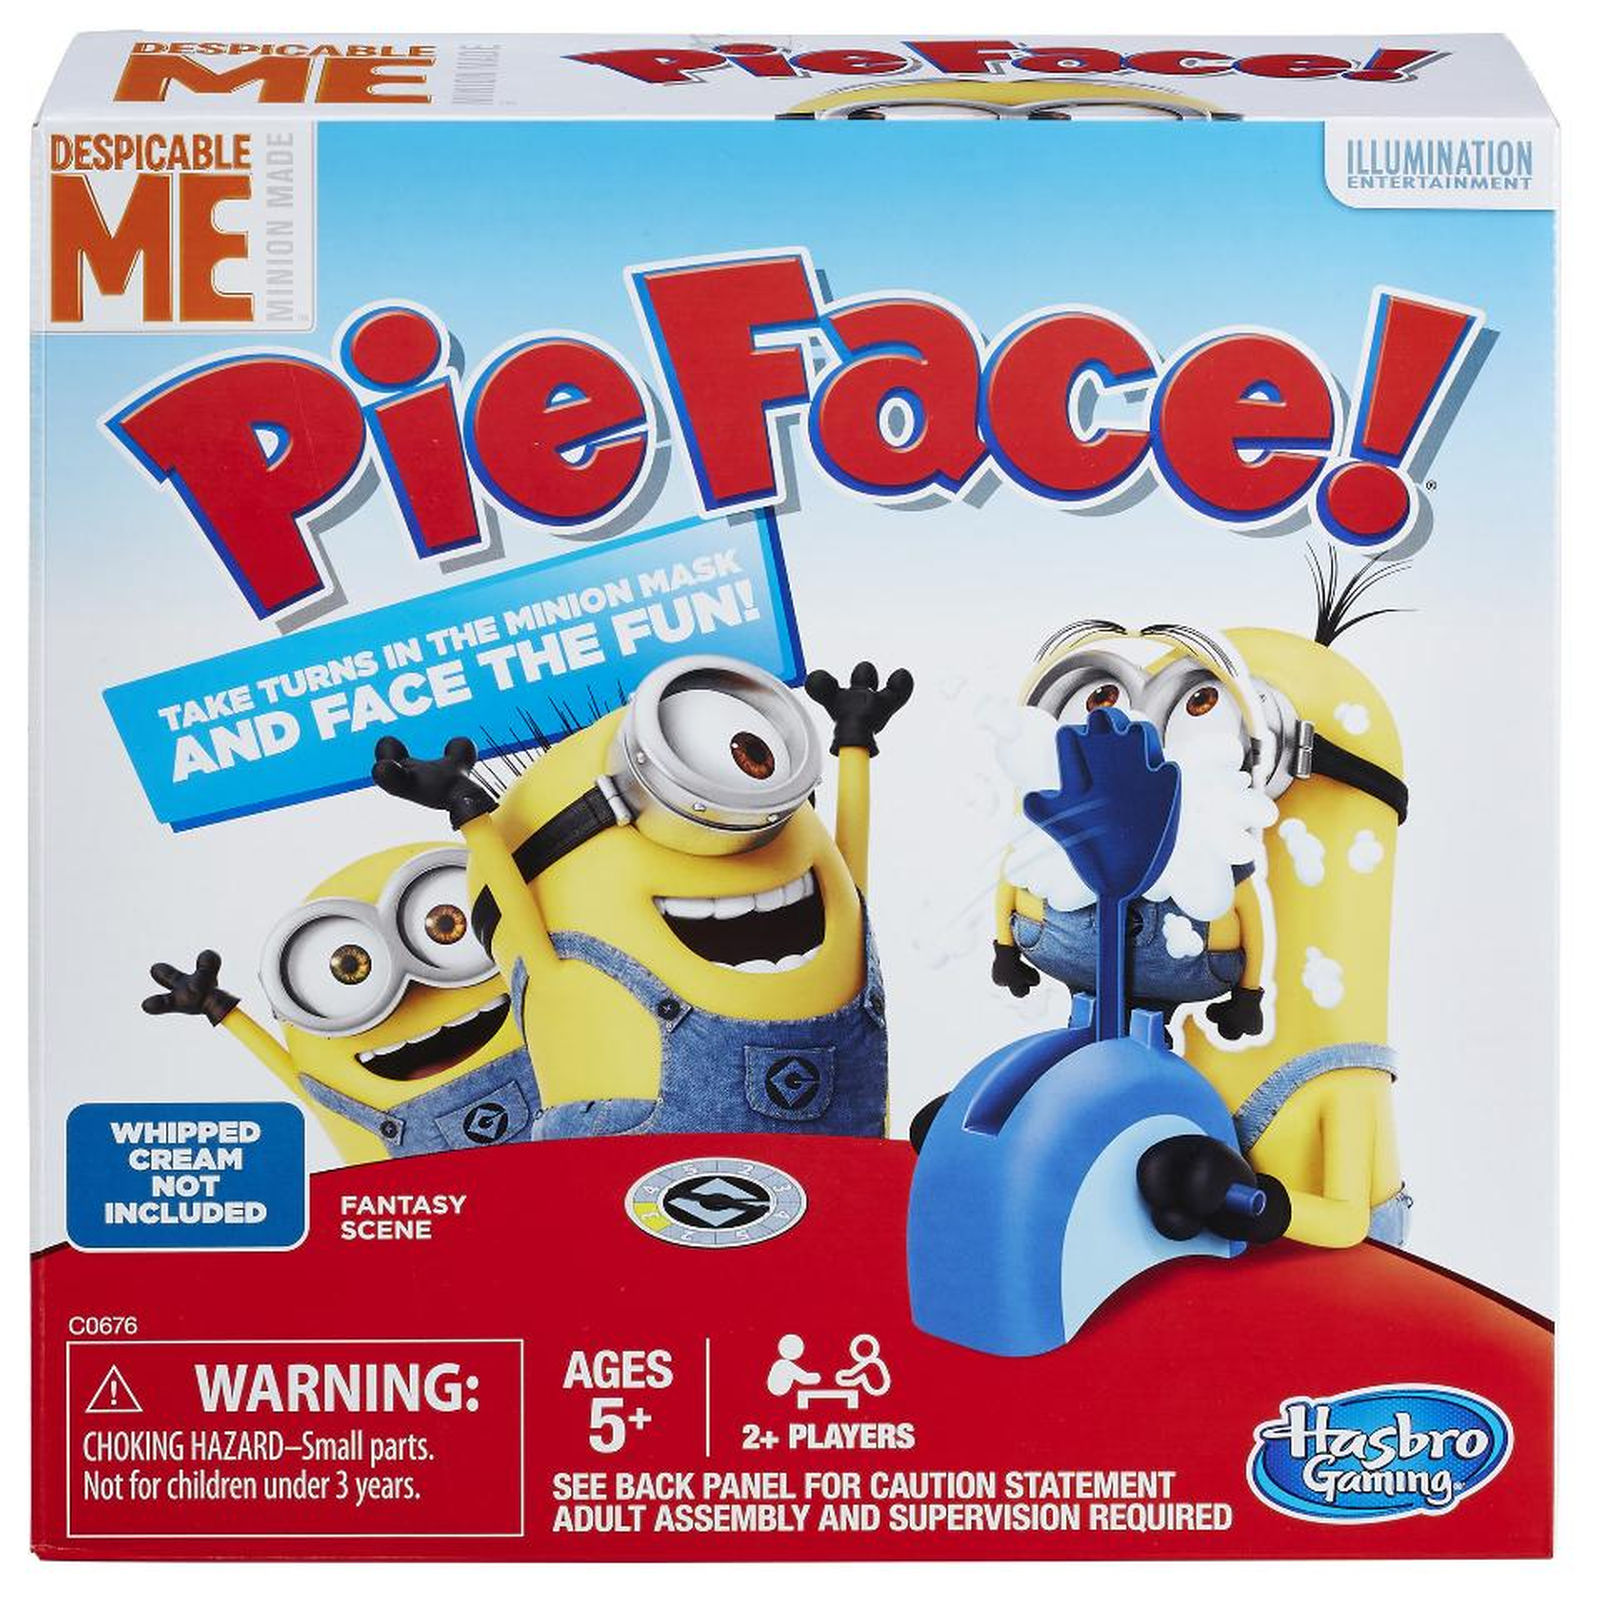 DESPICABLE
ME
MINION MADE
Pie Face!
DESPICABLE
ME
MINION MADE
ILLUMINATION
ENTERTAINMENT
Pie Face!®
TAKE TURNS IN THE MINION MASK
AND FACE THE FUN!
WHIPPED
CREAM
NOT
INCLUDED
FANTASY
SCENE
C0676
⚠ WARNING:
CHOKING HAZARD–Small parts.
Not for children under 3 years.
AGES
5+
2+ PLAYERS
SEE BACK PANEL FOR CAUTION STATEMENT
ADULT ASSEMBLY AND SUPERVISION REQUIRED
Hasbro
Gaming